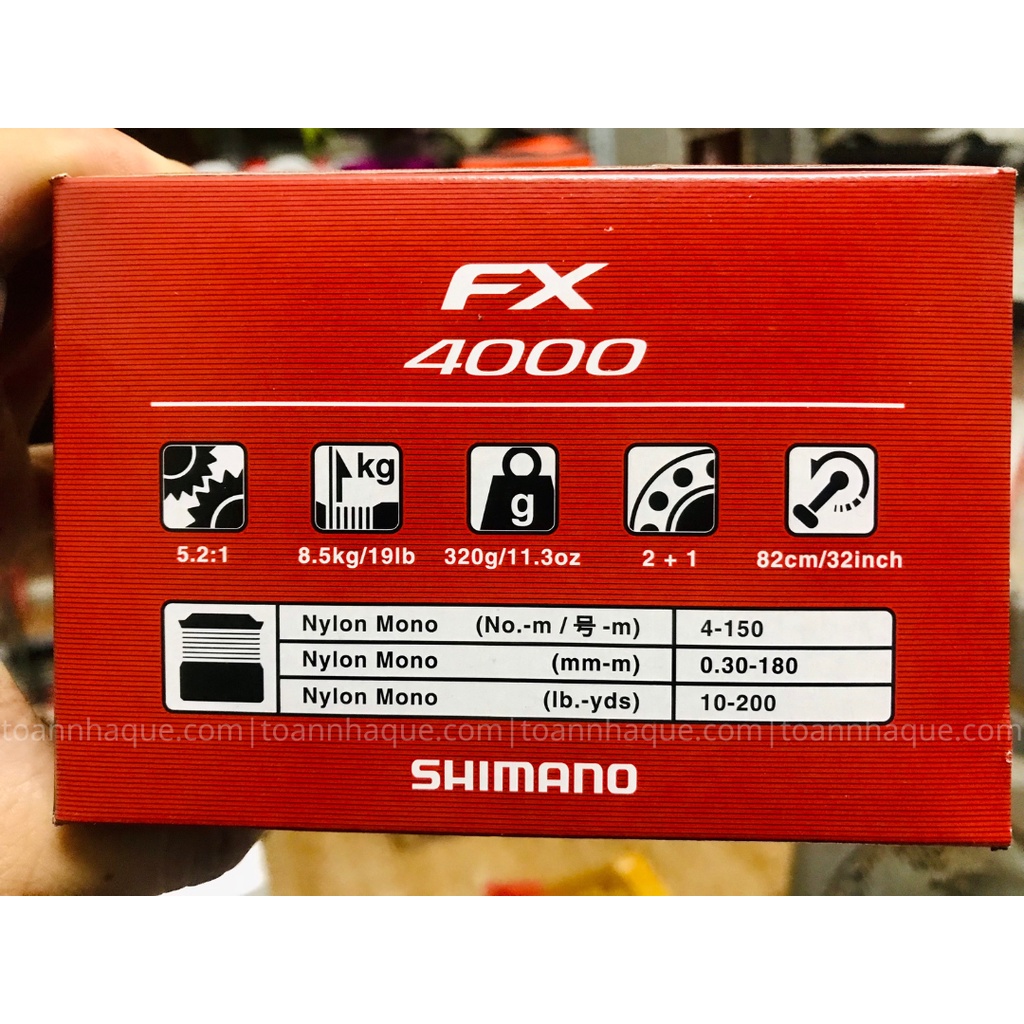 FX
4000
kg
g
5.2:1
8.5kg/19lb
320g/11.3oz
2 + 1
82cm/32inch
Nylon Mono (No.-m / 号 -m) 4-150
Nylon Mono (mm-m) 0.30-180
Nylon Mono (lb.-yds) 10-200
toannhaque.com|toannhaque.com|toannhaque.com|toannhaque.com
SHIMANO